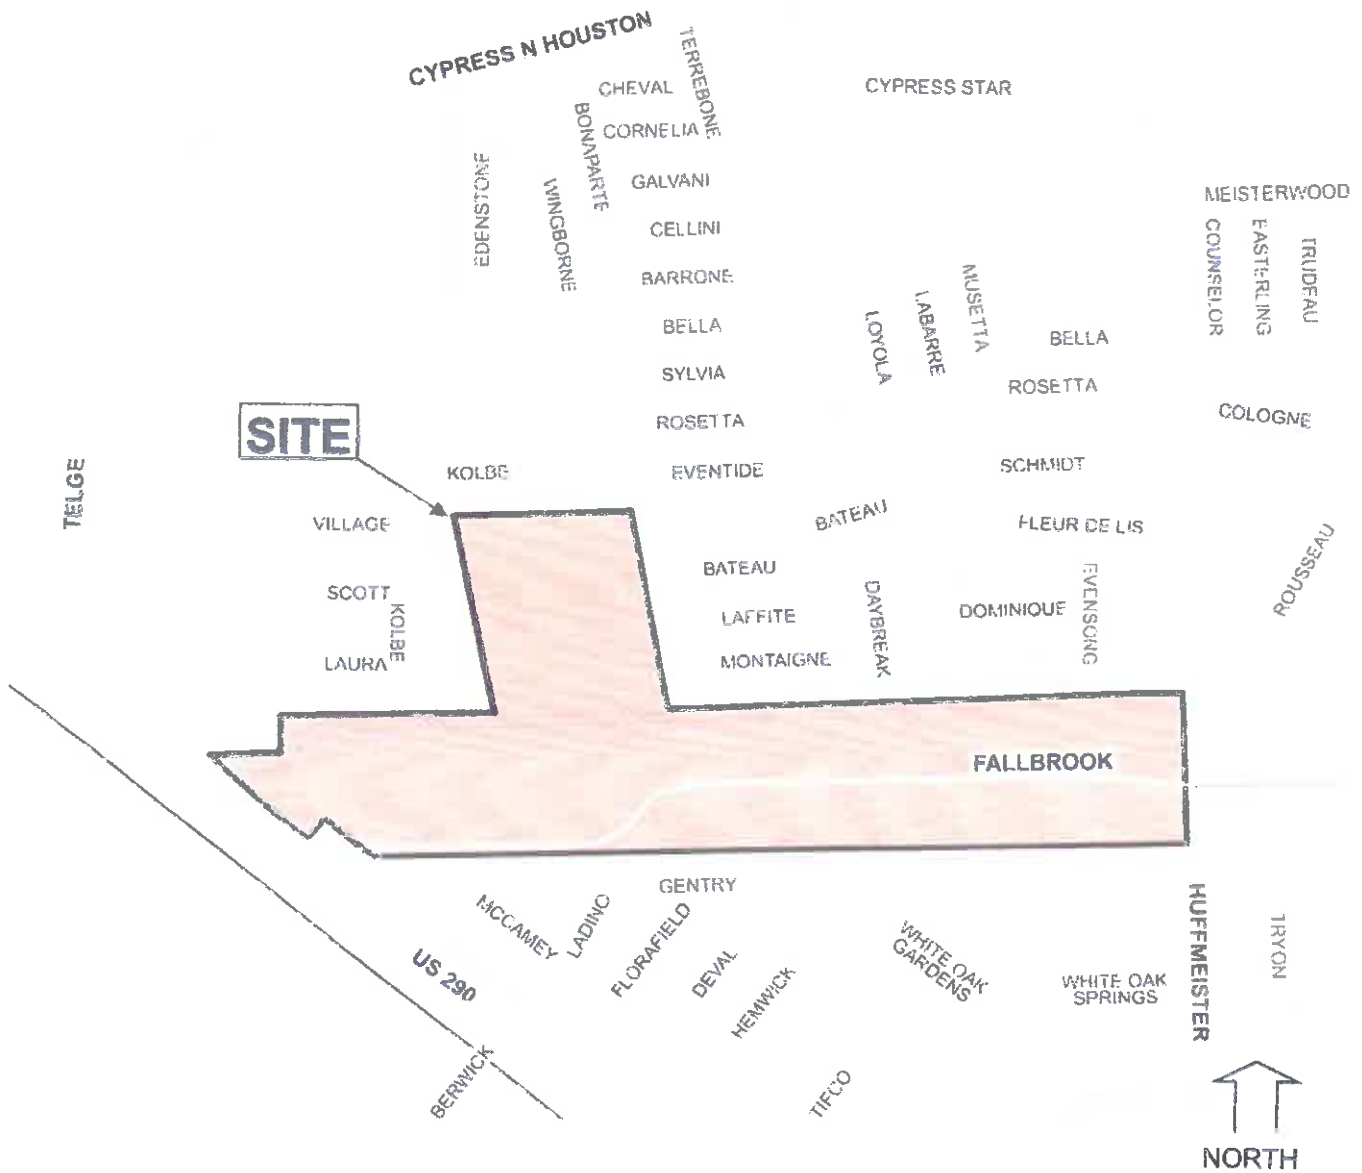 CYPRESS N HOUSTON
TERREBONE
CHEVAL
CYPRESS STAR
BONAPARTE
CORNELIA
EDENSTONE
WINGBORNE
GALVANI
MEISTERWOOD
CELLINI
COUNSELOR
EASTERLING
TRUDEAU
BARRONE
MUSETTA
LABARRE
LOYOLA
BELLA
BELLA
SYLVIA
ROSETTA
SITE
ROSETTA
COLOGNE
TELGE
KOLBE
EVENTIDE
SCHMIDT
VILLAGE
BATEAU
FLEUR DE LIS
ROUSSEAU
BATEAU
SCOTT
KOLBE
LAFFITE
DAYBREAK
DOMINIQUE
EVENSONG
LAURA
MONTAIGNE
FALLBROOK
GENTRY
MCCAMEY
LADINO
FLORAFIELD
DEVAL
HEMWICK
WHITE OAK
GARDENS
WHITE OAK
SPRINGS
HUFFMEISTER
TRYON
US 290
BERWICK
TIFCO
NORTH